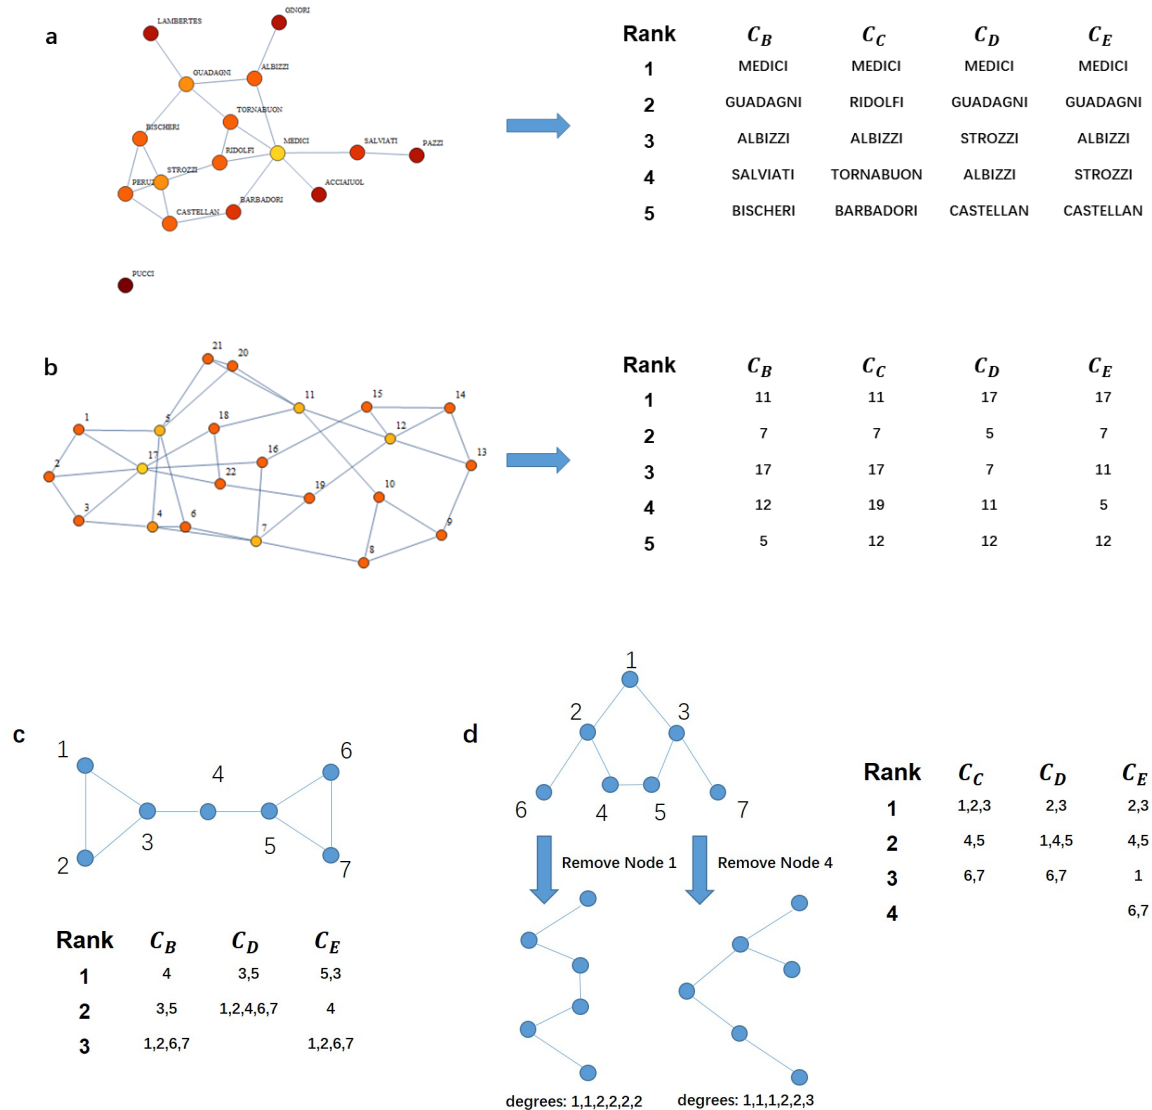 a
LAMBERTES
GINORI
GUADAGNI
ALBIZZI
TORNABUON
BISCHERI
MEDICI
SALVIATI
PAZZI
RIDOLFI
STROZZI
PERUZ
ACCIAIUOL
BARBADORI
CASTELLAN
PUCCI
Rank C_B C_C C_D C_E
1 MEDICI MEDICI MEDICI MEDICI
2 GUADAGNI RIDOLFI GUADAGNI GUADAGNI
3 ALBIZZI ALBIZZI STROZZI ALBIZZI
4 SALVIATI TORNABUON ALBIZZI STROZZI
5 BISCHERI BARBADORI CASTELLAN CASTELLAN
b
21 20
11 15 14
1 5 18 12
17 16 13
2 22 19 10
3 4 6 7 9
8
Rank C_B C_C C_D C_E
1 11 11 17 17
2 7 7 5 7
3 17 17 7 11
4 12 19 11 5
5 5 12 12 12
c
1 6
4
3 5
2 7
Rank C_B C_D C_E
1 4 3,5 5,3
2 3,5 1,2,4,6,7 4
3 1,2,6,7 1,2,6,7
d
1
2 3
6 4 5 7
Remove Node 1 Remove Node 4
degrees: 1,1,2,2,2,2 degrees: 1,1,1,2,2,3
Rank C_C C_D C_E
1 1,2,3 2,3 2,3
2 4,5 1,4,5 4,5
3 6,7 6,7 1
4 6,7